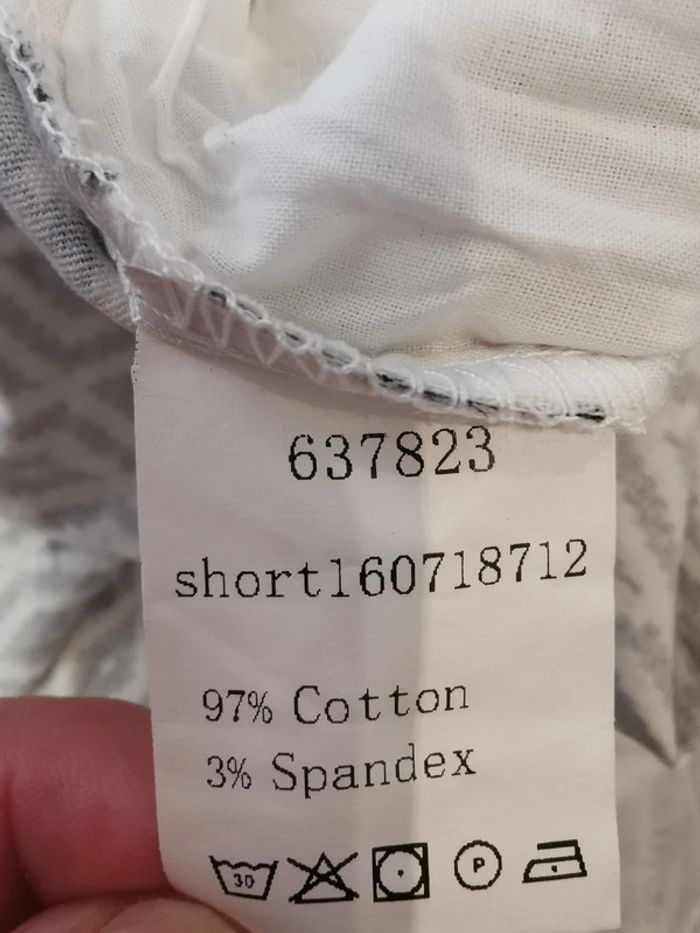 637823
short160718712
97% Cotton
3% Spandex
30 P